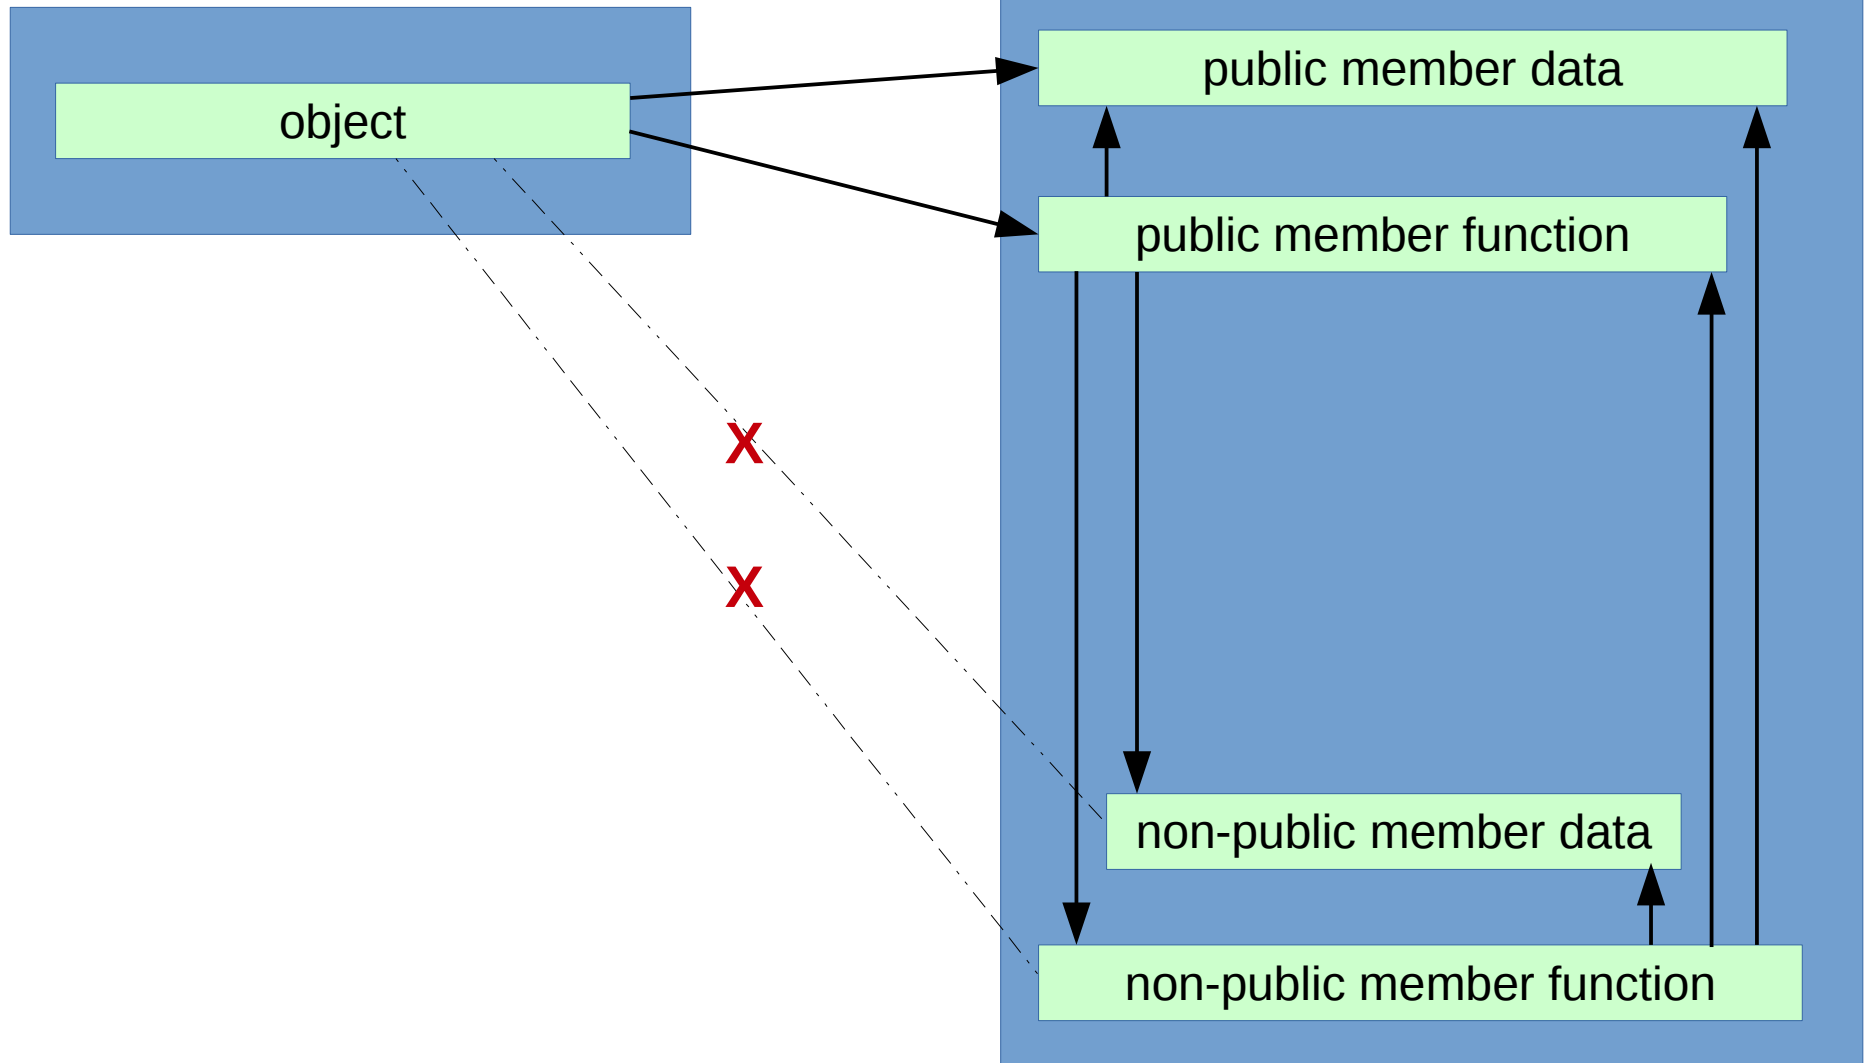 object
public member data
public member function
X
X
non-public member data
non-public member function